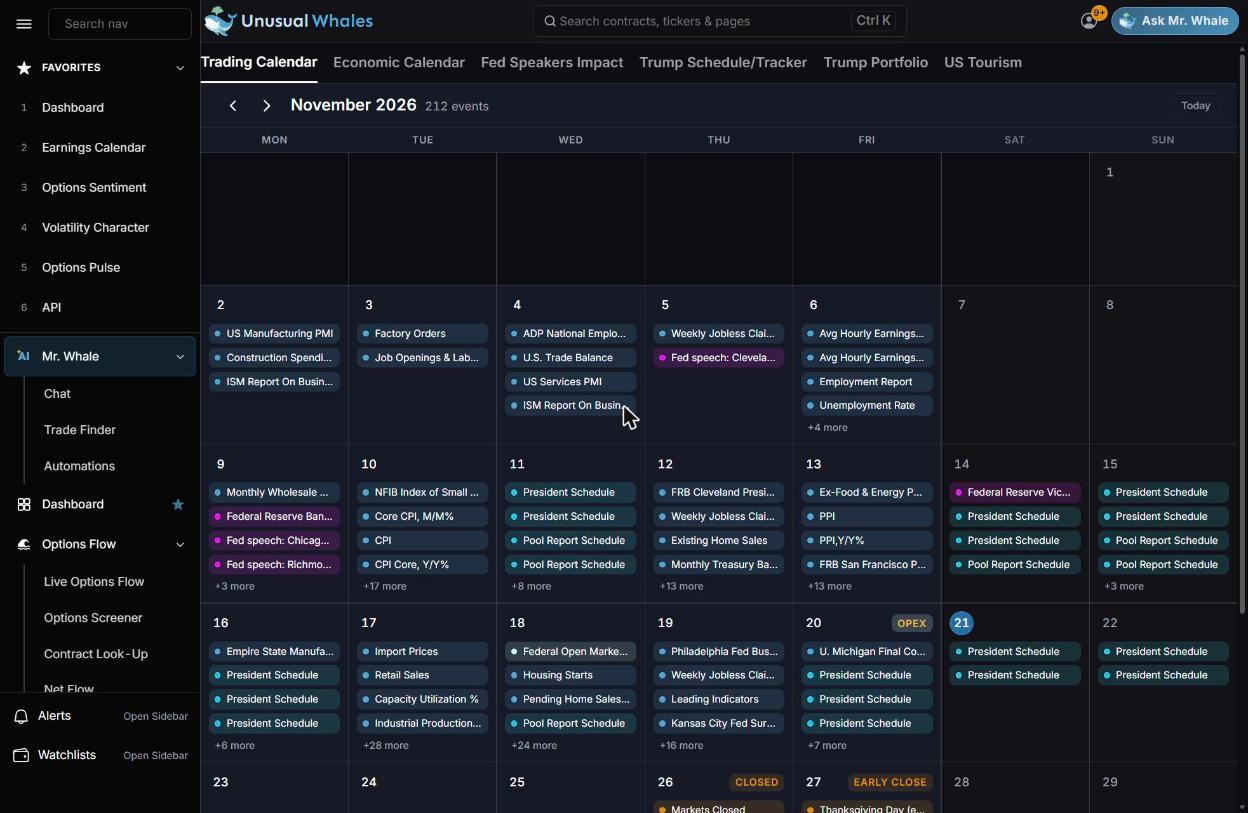 Search nav
FAVORITES
1 Dashboard
2 Earnings Calendar
3 Options Sentiment
4 Volatility Character
5 Options Pulse
6 API
AI Mr. Whale
Chat
Trade Finder
Automations
Dashboard
Options Flow
Live Options Flow
Options Screener
Contract Look-Up
Net Flow
Alerts Open Sidebar
Watchlists Open Sidebar
Unusual Whales
Search contracts, tickers & pages Ctrl K
9+
Ask Mr. Whale
Trading Calendar Economic Calendar Fed Speakers Impact Trump Schedule/Tracker Trump Portfolio US Tourism
November 2026 212 events
Today
MON TUE WED THU FRI SAT SUN
1
2
US Manufacturing PMI
Construction Spendi...
ISM Report On Busin...
3
Factory Orders
Job Openings & Lab...
4
ADP National Emplo...
U.S. Trade Balance
US Services PMI
ISM Report On Busin...
5
Weekly Jobless Clai...
Fed speech: Clevela...
6
Avg Hourly Earnings...
Avg Hourly Earnings...
Employment Report
Unemployment Rate
+4 more
7
8
9
Monthly Wholesale ...
Federal Reserve Ban...
Fed speech: Chicag...
Fed speech: Richmo...
+3 more
10
NFIB Index of Small ...
Core CPI, M/M%
CPI
CPI Core, Y/Y%
+17 more
11
President Schedule
President Schedule
Pool Report Schedule
Pool Report Schedule
+8 more
12
FRB Cleveland Presi...
Weekly Jobless Clai...
Existing Home Sales
Monthly Treasury Ba...
+13 more
13
Ex-Food & Energy P...
PPI
PPI,Y/Y%
FRB San Francisco P...
+13 more
14
Federal Reserve Vic...
President Schedule
President Schedule
Pool Report Schedule
15
President Schedule
President Schedule
Pool Report Schedule
Pool Report Schedule
+3 more
16
Empire State Manufa...
President Schedule
President Schedule
President Schedule
+6 more
17
Import Prices
Retail Sales
Capacity Utilization %
Industrial Production...
+28 more
18
Federal Open Marke...
Housing Starts
Pending Home Sales...
Pool Report Schedule
+24 more
19
Philadelphia Fed Bus...
Weekly Jobless Clai...
Leading Indicators
Kansas City Fed Sur...
+16 more
20 OPEX
U. Michigan Final Co...
President Schedule
President Schedule
President Schedule
+7 more
21
President Schedule
President Schedule
22
President Schedule
President Schedule
23
24
25
26 CLOSED
Markets Closed
27 EARLY CLOSE
Thanksgiving Day (e...
28
29